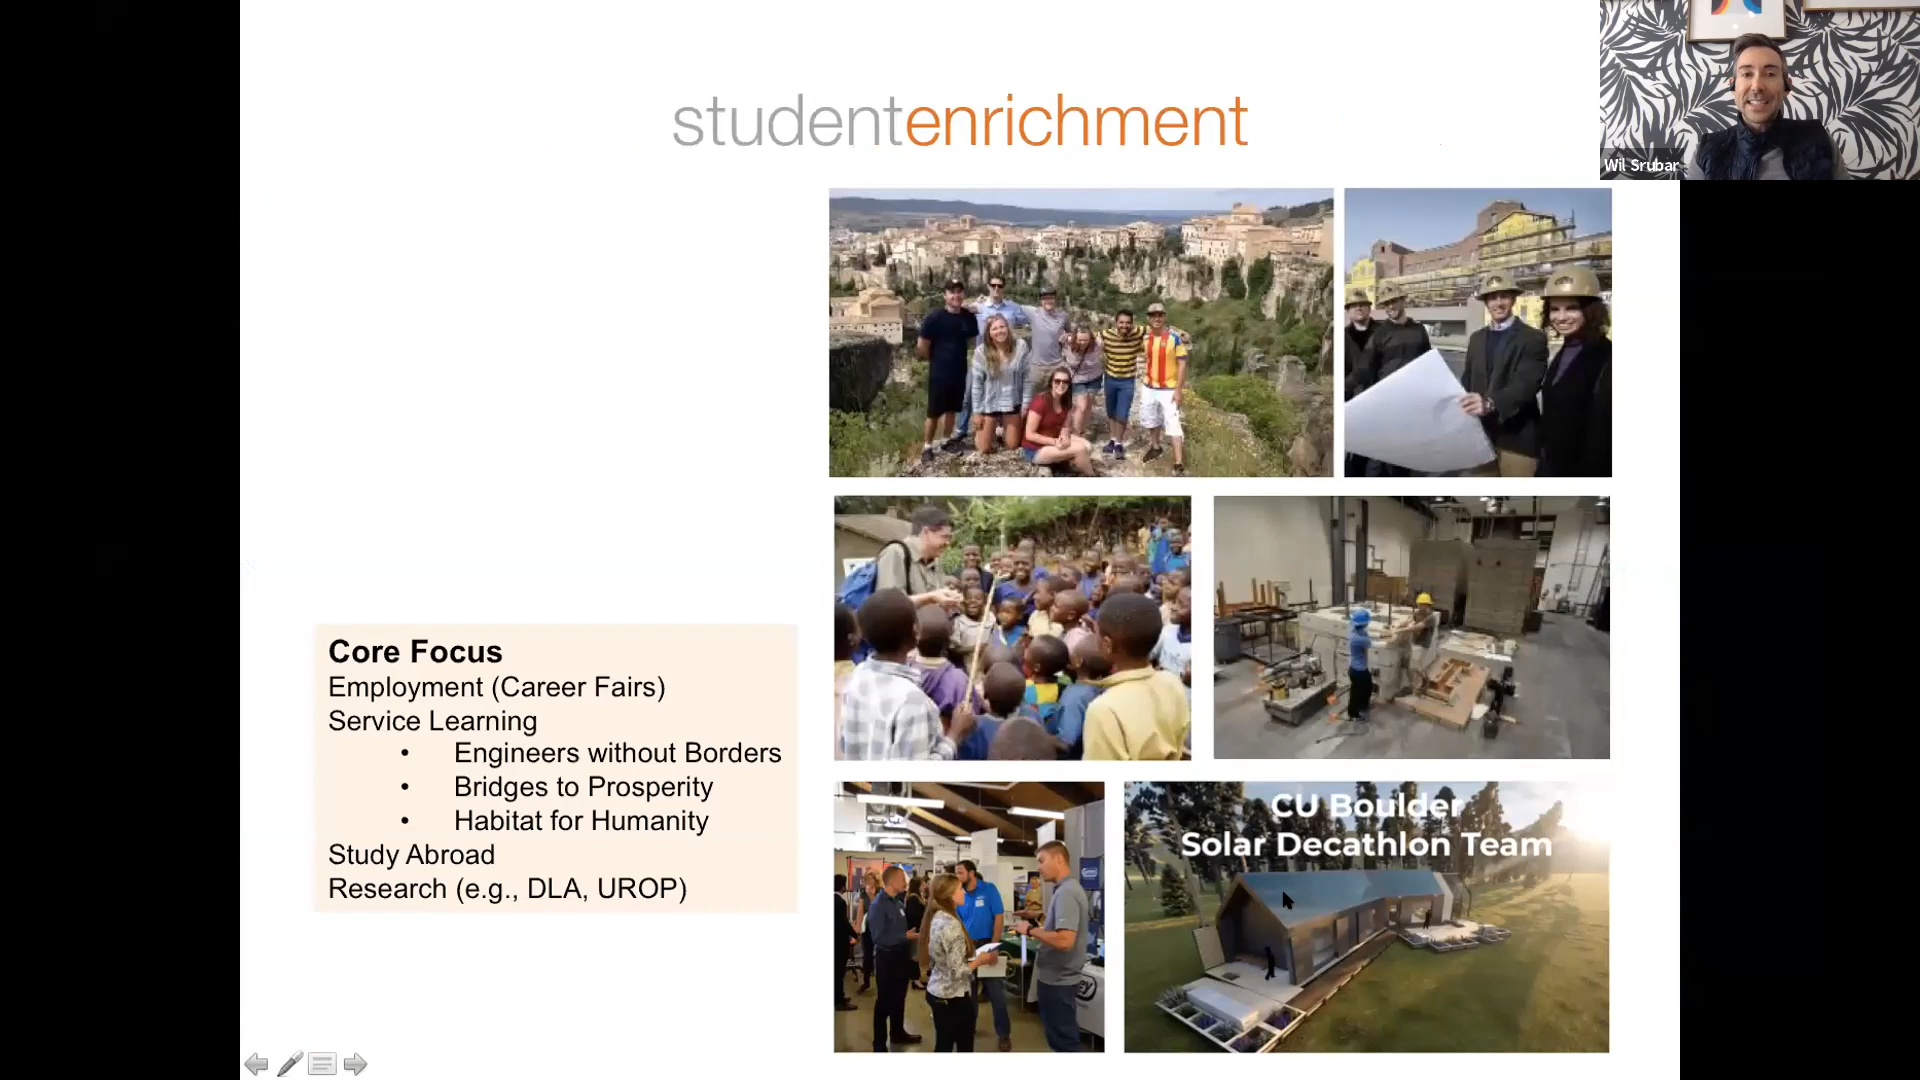 studentenrichment
Wil Srubar
Core Focus
Employment (Career Fairs)
Service Learning
• Engineers without Borders
• Bridges to Prosperity
• Habitat for Humanity
Study Abroad
Research (e.g., DLA, UROP)
CU Boulder
Solar Decathlon Team